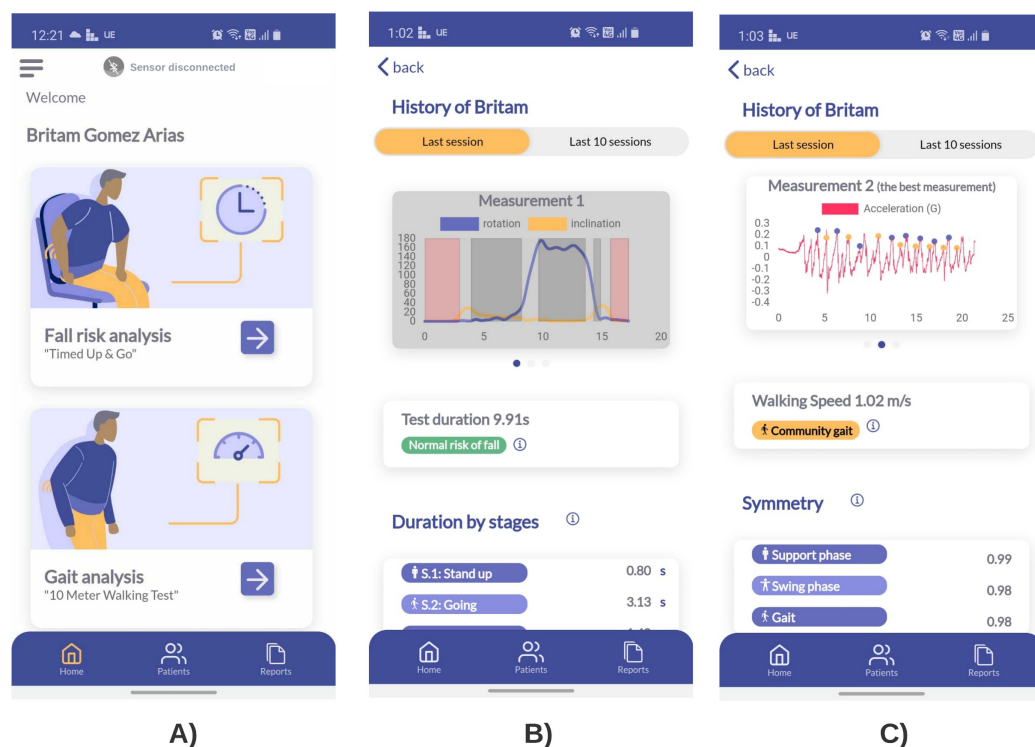 12:21 UE
Sensor disconnected
Welcome
Britam Gomez Arias
Fall risk analysis
"Timed Up & Go"
Gait analysis
"10 Meter Walking Test"
Home Patients Reports
A)
1:02 UE
back
History of Britam
Last session Last 10 sessions
Measurement 1
rotation inclination
180
160
140
120
100
80
60
40
20
0
0 5 10 15 20
Test duration 9.91s
Normal risk of fall
Duration by stages
S.1: Stand up 0.80 s
S.2: Going 3.13 s
Home Patients Reports
B)
1:03 UE
back
History of Britam
Last session Last 10 sessions
Measurement 2 (the best measurement)
Acceleration (G)
0.3
0.2
0.1
0
-0.1
-0.2
-0.3
-0.4
0 5 10 15 20 25
Walking Speed 1.02 m/s
Community gait
Symmetry
Support phase 0.99
Swing phase 0.98
Gait 0.98
Home Patients Reports
C)